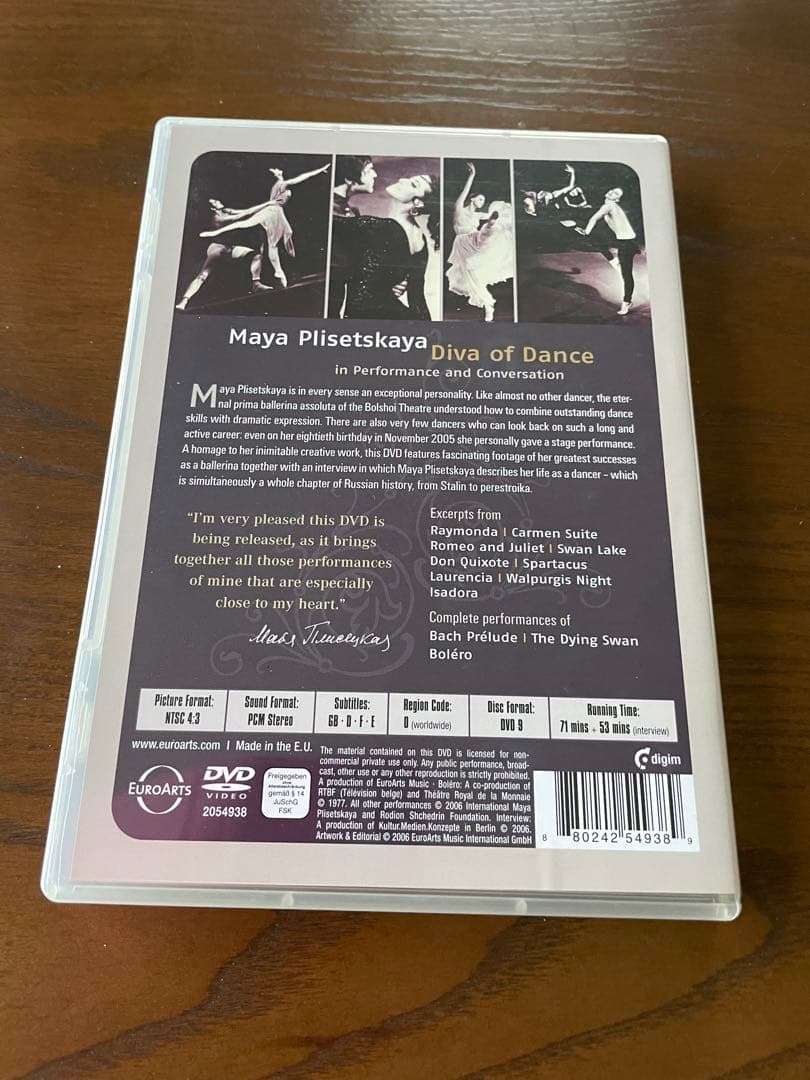 Maya Plisetskaya Diva of Dance
in Performance and Conversation
Maya Plisetskaya is in every sense an exceptional personality. Like almost no other dancer, the eter-
nal prima ballerina assoluta of the Bolshoi Theatre understood how to combine outstanding dance
skills with dramatic expression. There are also very few dancers who can look back on such a long and
active career: even on her eightieth birthday in November 2005 she personally gave a stage performance.
A homage to her inimitable creative work, this DVD features fascinating footage of her greatest successes
as a ballerina together with an interview in which Maya Plisetskaya describes her life as a dancer – which
is simultaneously a whole chapter of Russian history, from Stalin to perestroika.
“I'm very pleased this DVD is
being released, as it brings
together all those performances
of mine that are especially
close to my heart.”
Майя Плисецкая
Excerpts from
Raymonda | Carmen Suite
Romeo and Juliet | Swan Lake
Don Quixote | Spartacus
Laurencia | Walpurgis Night
Isadora
Complete performances of
Bach Prélude | The Dying Swan
Boléro
Picture Format:
NTSC 4:3
Sound Format:
PCM Stereo
Subtitles:
GB · D · F · E
Region Code:
0 (worldwide)
Disc Format:
DVD 9
Running Time:
71 mins + 53 mins (interview)
www.euroarts.com | Made in the E.U.
EUROARTS
DVD
VIDEO
2054938
Freigegeben
ohne
Altersbeschränkung
gemäß § 14
JuSchG
FSK
The material contained on this DVD is licensed for non-
commercial private use only. Any public performance, broad-
cast, other use or any other reproduction is strictly prohibited.
A production of EuroArts Music · Boléro: A co-production of
RTBF (Télévision belge) and Théâtre Royal de la Monnaie
© 1977. All other performances © 2006 International Maya
Plisetskaya and Rodion Shchedrin Foundation. Interview:
A production of Kultur.Medien.Konzepte in Berlin © 2006.
Artwork & Editorial © 2006 EuroArts Music International GmbH
digim
8 80242 54938 9